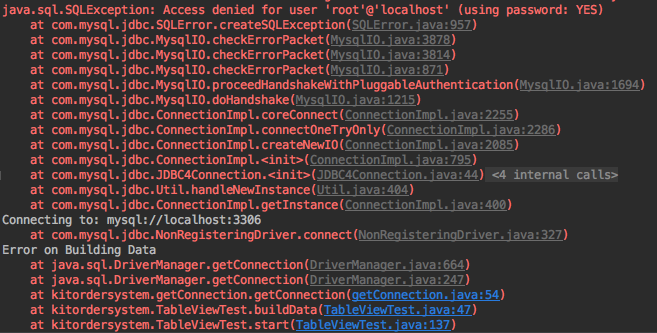 java.sql.SQLException: Access denied for user 'root'@'localhost' (using password: YES)
at com.mysql.jdbc.SQLError.createSQLException(SQLError.java:957)
at com.mysql.jdbc.MysqlIO.checkErrorPacket(MysqlIO.java:3878)
at com.mysql.jdbc.MysqlIO.checkErrorPacket(MysqlIO.java:3814)
at com.mysql.jdbc.MysqlIO.checkErrorPacket(MysqlIO.java:871)
at com.mysql.jdbc.MysqlIO.proceedHandshakeWithPluggableAuthentication(MysqlIO.java:1694)
at com.mysql.jdbc.MysqlIO.doHandshake(MysqlIO.java:1215)
at com.mysql.jdbc.ConnectionImpl.coreConnect(ConnectionImpl.java:2255)
at com.mysql.jdbc.ConnectionImpl.connectOneTryOnly(ConnectionImpl.java:2286)
at com.mysql.jdbc.ConnectionImpl.createNewIO(ConnectionImpl.java:2085)
at com.mysql.jdbc.ConnectionImpl.<init>(ConnectionImpl.java:795)
at com.mysql.jdbc.JDBC4Connection.<init>(JDBC4Connection.java:44) <4 internal calls>
at com.mysql.jdbc.Util.handleNewInstance(Util.java:404)
at com.mysql.jdbc.ConnectionImpl.getInstance(ConnectionImpl.java:400)
Connecting to: mysql://localhost:3306
at com.mysql.jdbc.NonRegisteringDriver.connect(NonRegisteringDriver.java:327)
Error on Building Data
at java.sql.DriverManager.getConnection(DriverManager.java:664)
at java.sql.DriverManager.getConnection(DriverManager.java:247)
at kitordersystem.getConnection.getConnection(getConnection.java:54)
at kitordersystem.TableViewTest.buildData(TableViewTest.java:47)
at kitordersystem.TableViewTest.start(TableViewTest.java:137)